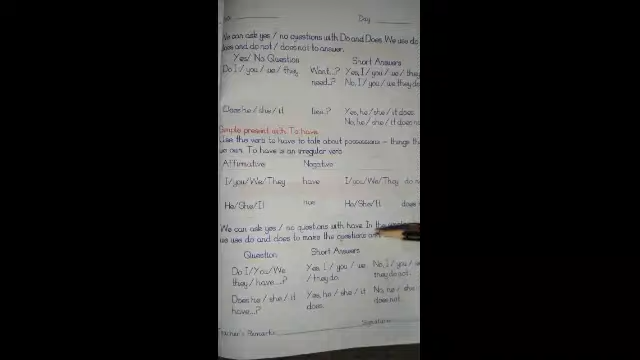 Day
We can ask yes / no questions with Do and Does. We use do
does and do not / does not to answer.
Yes/ No Question Short Answers
Do I / you / we / they Want...? Yes, I / you / we / they
need..? No, I / you / we they do
Does he / she / it Yes, he / she / it does.
No, he / she / it does no
Simple present with To have
Use the verb to have to talk about possessions - things tha
we own. To have is an irregular verb
Affirmative Negative
I/you/We/They have I/you/We/They do n
He/She/It He/She/It does
We can ask yes / no questions with have In the
we use do and does to make the questions and
Question Short Answers
Do I/You/We Yes, I / you / we No, I / you / we
they / have....? / they do. they do not.
Does he / she / it Yes, he / she / it No, he / she
have...? does. does not.
Teacher's Remarks Signature